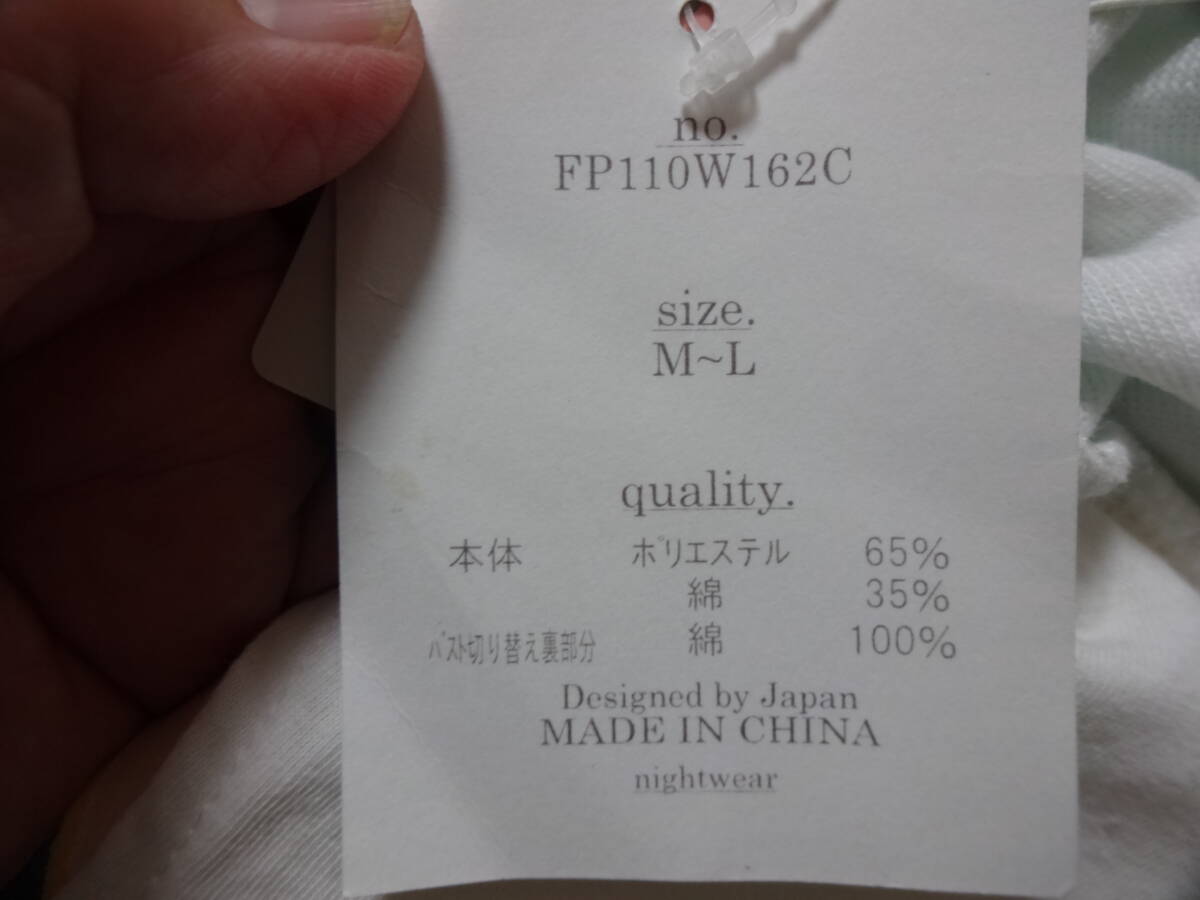 no.
FP110W162C
size.
M~L
quality.
本体 ポリエステル 65%
綿 35%
バスト切り替え裏部分 綿 100%
Designed by Japan
MADE IN CHINA
nightwear